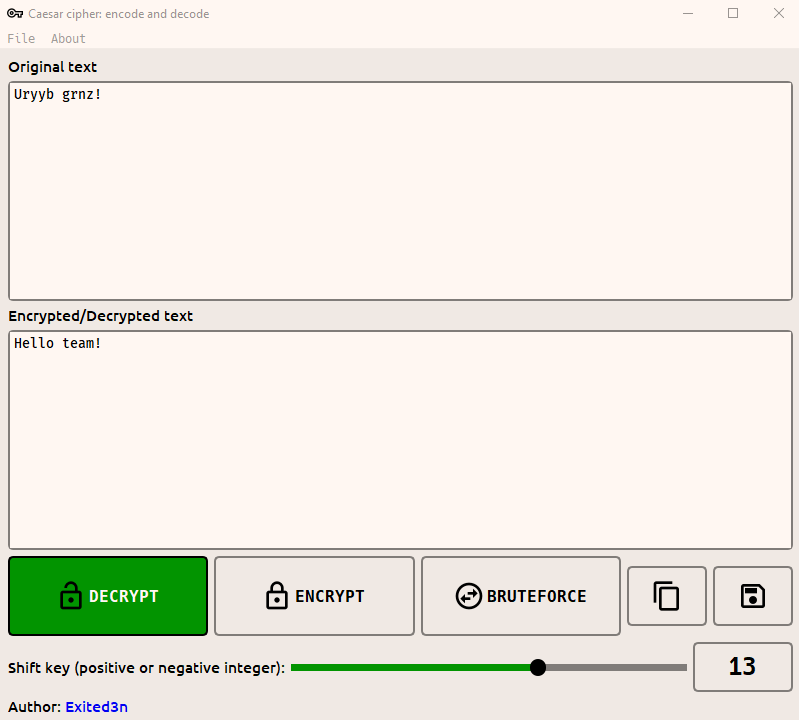 Caesar cipher: encode and decode
File About
Original text
Uryyb grnz!
Encrypted/Decrypted text
Hello team!
DECRYPT ENCRYPT BRUTEFORCE
Shift key (positive or negative integer): 13
Author: Exited3n